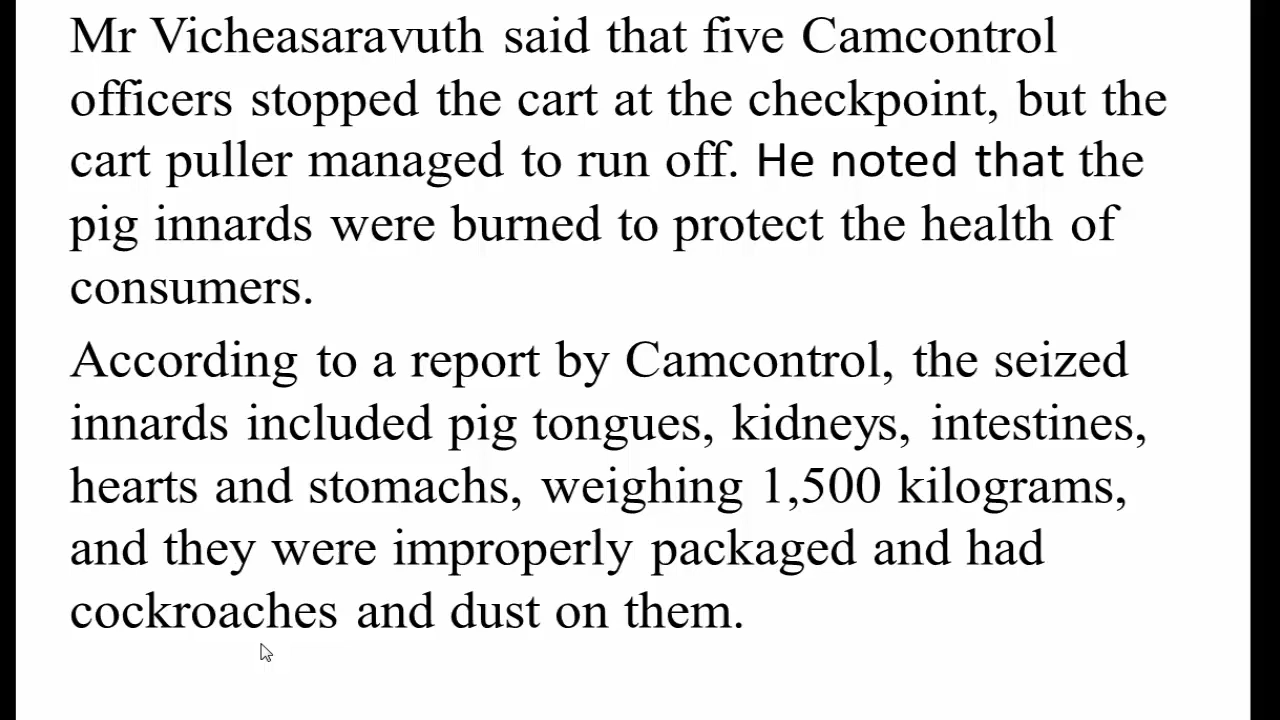 Mr Vicheasaravuth said that five Camcontrol
officers stopped the cart at the checkpoint, but the
cart puller managed to run off. He noted that the
pig innards were burned to protect the health of
consumers.
According to a report by Camcontrol, the seized
innards included pig tongues, kidneys, intestines,
hearts and stomachs, weighing 1,500 kilograms,
and they were improperly packaged and had
cockroaches and dust on them.